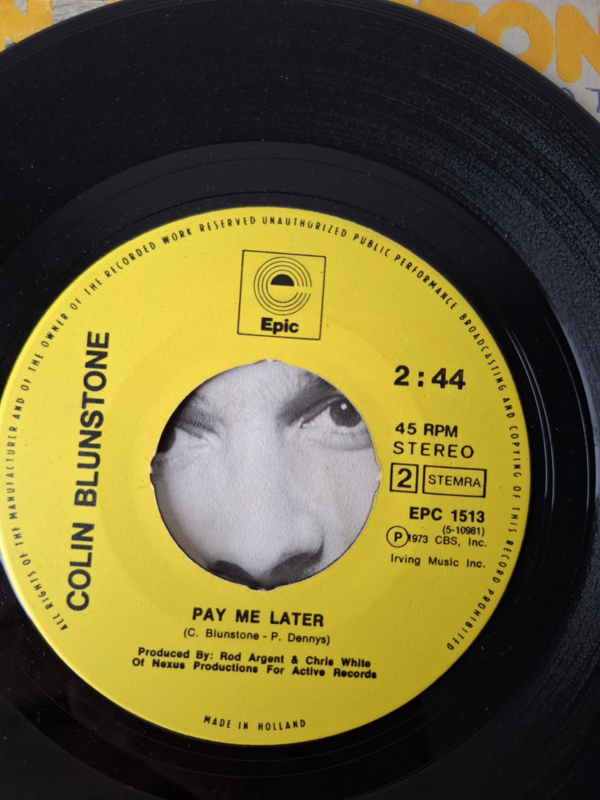 TON
ALL RIGHTS OF THE MANUFACTURER AND OF THE OWNER OF THE RECORDED WORK RESERVED UNAUTHORIZED PUBLIC PERFORMANCE BROADCASTING AND COPYING OF THIS RECORD PROHIBITED
Epic
COLIN BLUNSTONE
2:44
45 RPM
STEREO
2 STEMRA
EPC 1513
(5-10981)
P 1973 CBS, Inc.
Irving Music Inc.
PAY ME LATER
(C. Blunstone - P. Dennys)
Produced By: Rod Argent & Chris White
Of Nexus Productions For Active Records
MADE IN HOLLAND